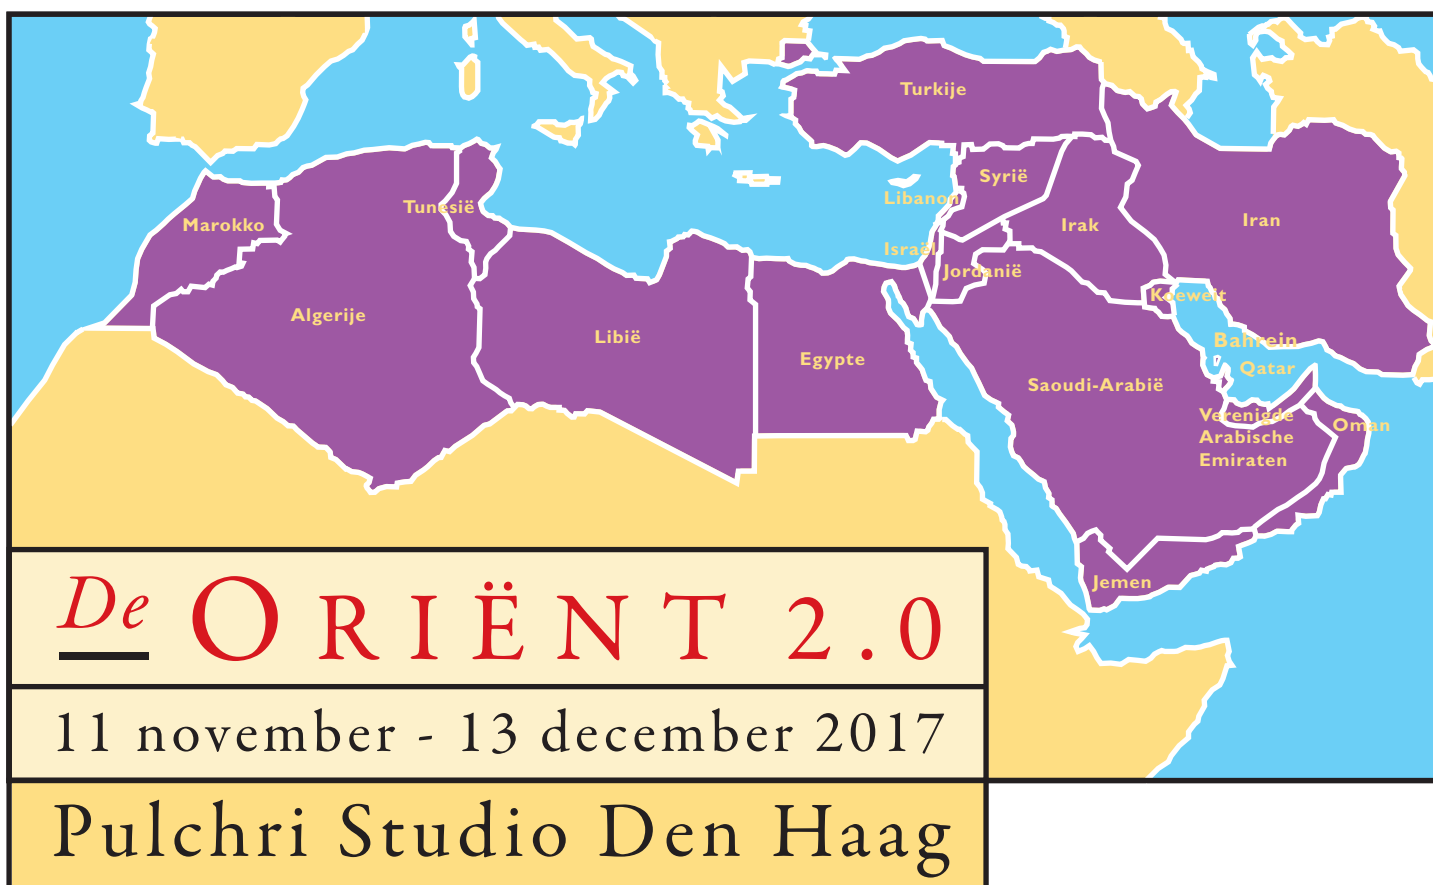 Turkije
Syrië
Libanon
Tunesië
Marokko
Irak
Iran
Israël
Jordanië
Koeweit
Algerije
Libië
Bahrein
Egypte
Qatar
Saoudi-Arabië
Verenigde
Arabische
Emiraten
Oman
Jemen
De ORIËNT 2.0
11 november - 13 december 2017
Pulchri Studio Den Haag